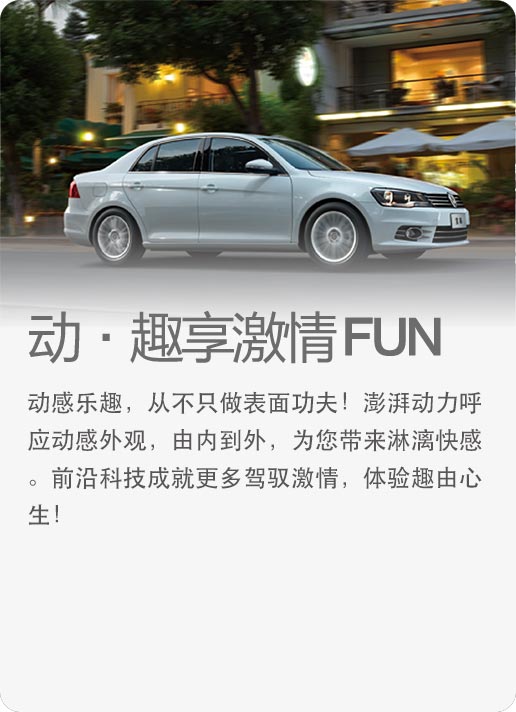 动·趣享激情FUN
动感乐趣，从不只做表面功夫！澎湃动力呼
应动感外观，由内到外，为您带来淋漓快感
。前沿科技成就更多驾驭激情，体验趣由心
生！